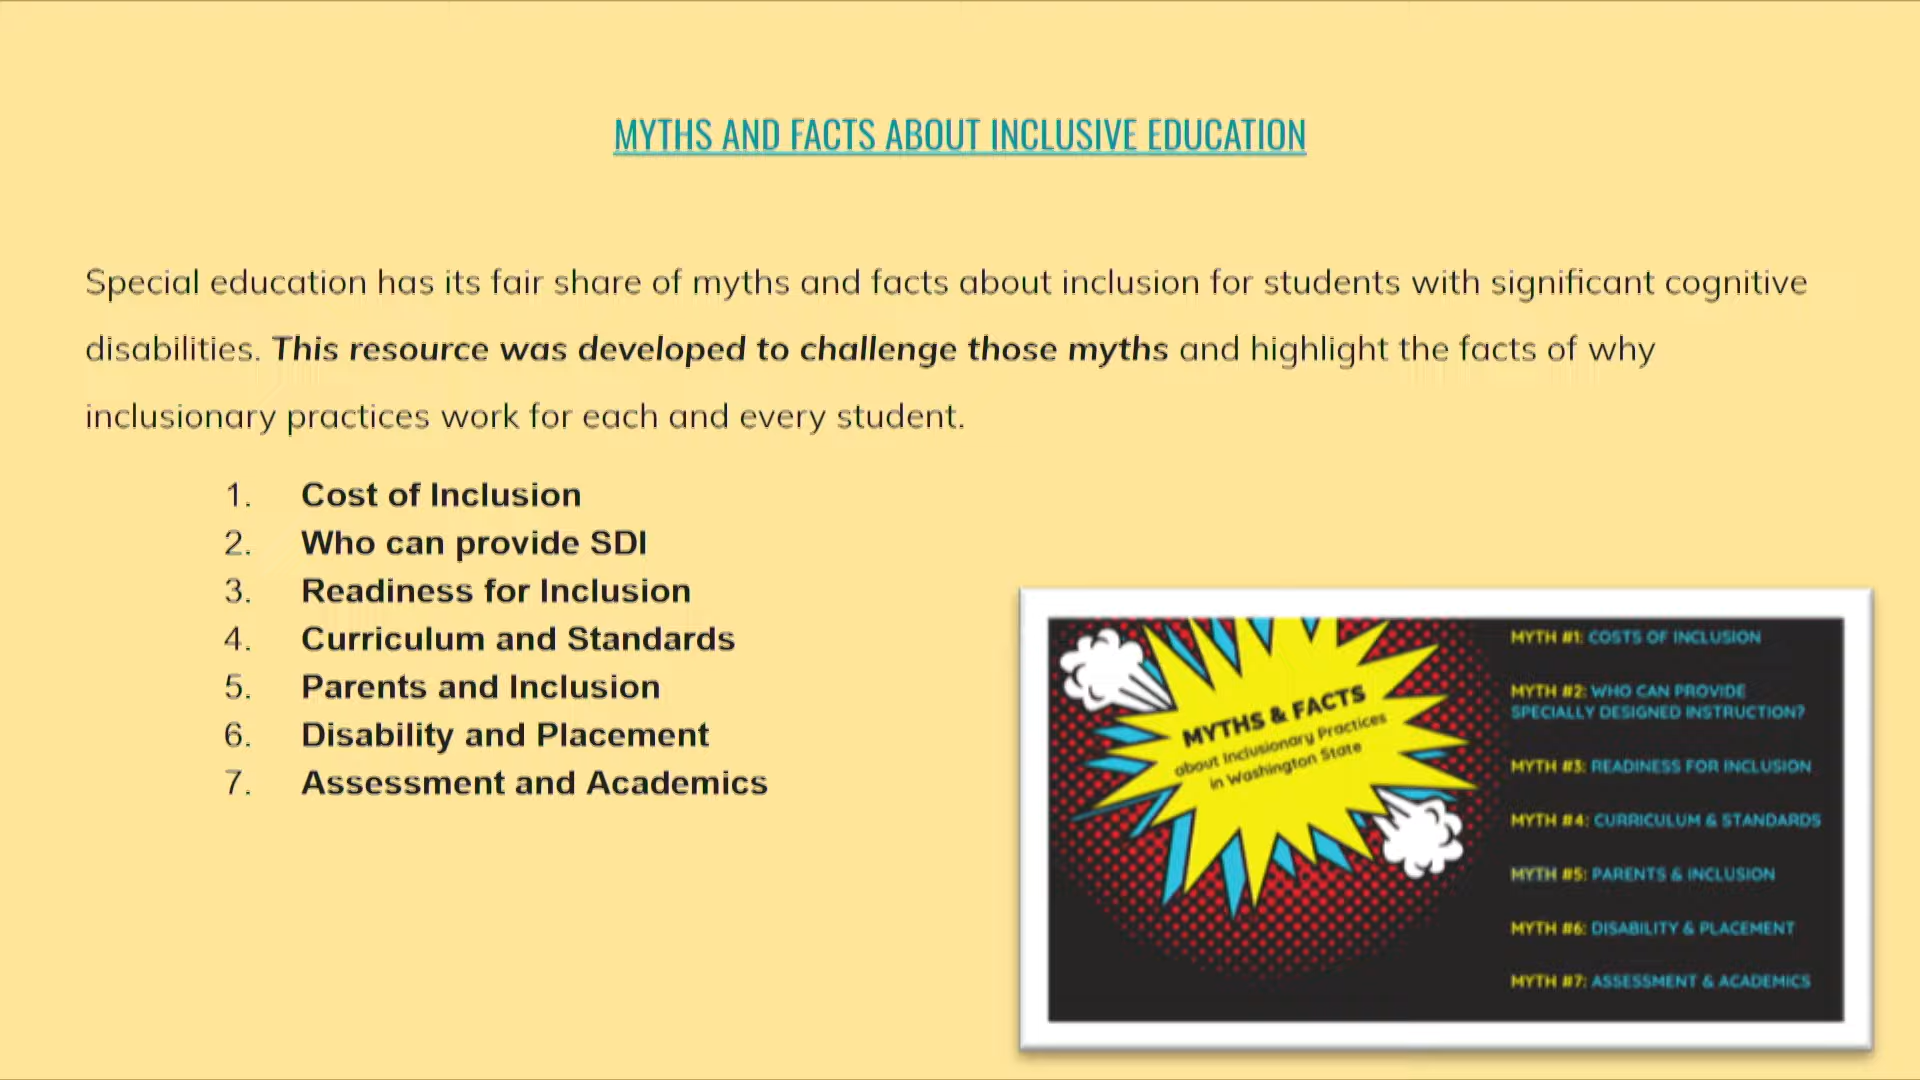 MYTHS AND FACTS ABOUT INCLUSIVE EDUCATION
Special education has its fair share of myths and facts about inclusion for students with significant cognitive
disabilities. This resource was developed to challenge those myths and highlight the facts of why
inclusionary practices work for each and every student.
1. Cost of Inclusion
2. Who can provide SDI
3. Readiness for Inclusion
4. Curriculum and Standards
5. Parents and Inclusion
6. Disability and Placement
7. Assessment and Academics
MYTHS & FACTS
about Inclusionary Practices
in Washington State
MYTH #1: COSTS OF INCLUSION
MYTH #2: WHO CAN PROVIDE
SPECIALLY DESIGNED INSTRUCTION?
MYTH #3: READINESS FOR INCLUSION
MYTH #4: CURRICULUM & STANDARDS
MYTH #5: PARENTS & INCLUSION
MYTH #6: DISABILITY & PLACEMENT
MYTH #7: ASSESSMENT & ACADEMICS